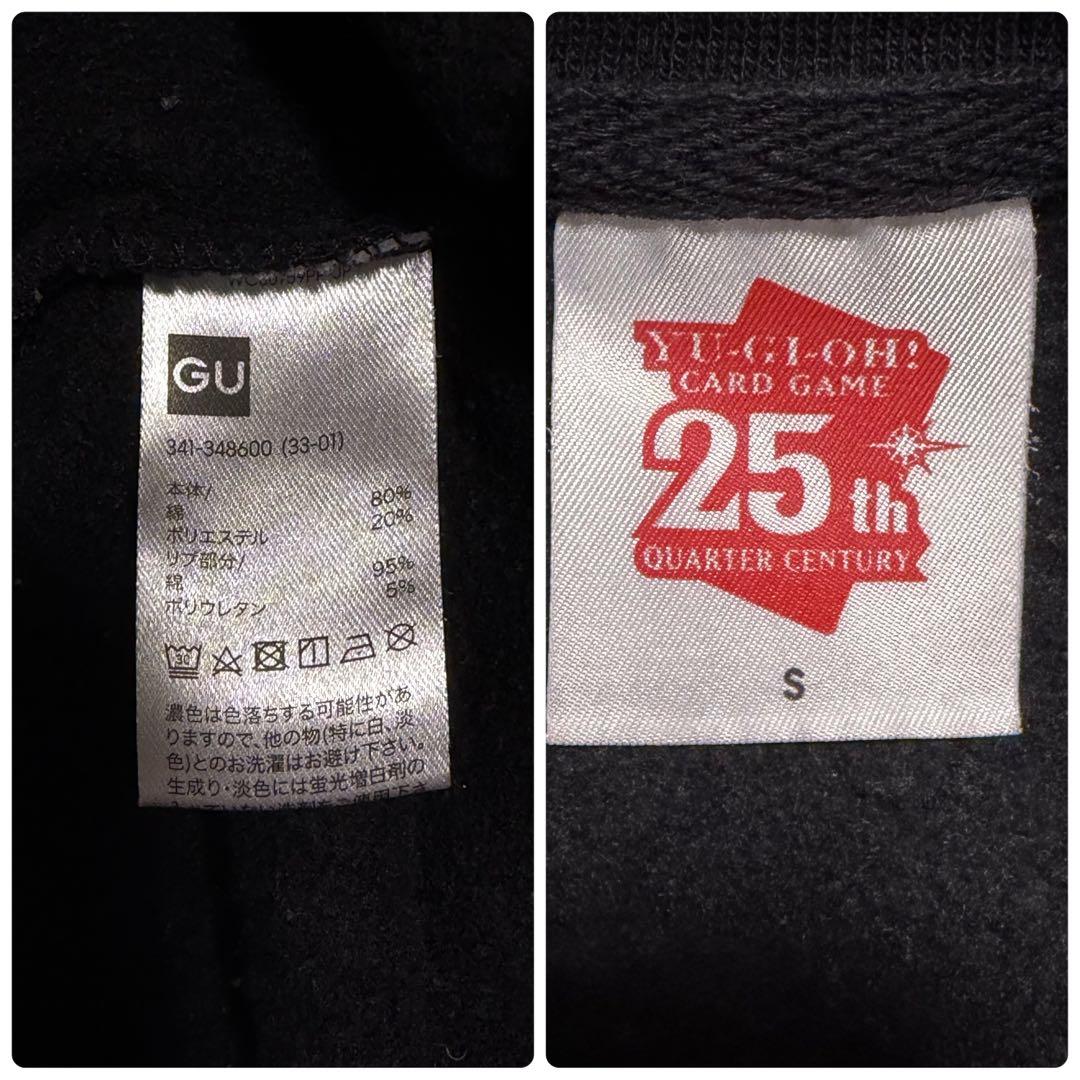 GU
341-348600 (33-01)
本体/
綿 80%
ポリエステル 20%
リブ部分/
綿 95%
ポリウレタン 5%
30
濃色は色落ちする可能性があ
りますので、他の物(特に白、淡
色)とのお洗濯はお避け下さい。
生成り・淡色には蛍光増白剤の
YU-GI-OH!
CARD GAME
25th
QUARTER CENTURY
S